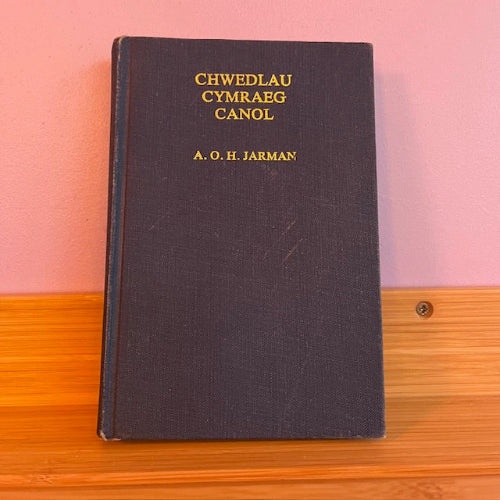 CHWEDLAU
CYMRAEG
CANOL
A. O. H. JARMAN